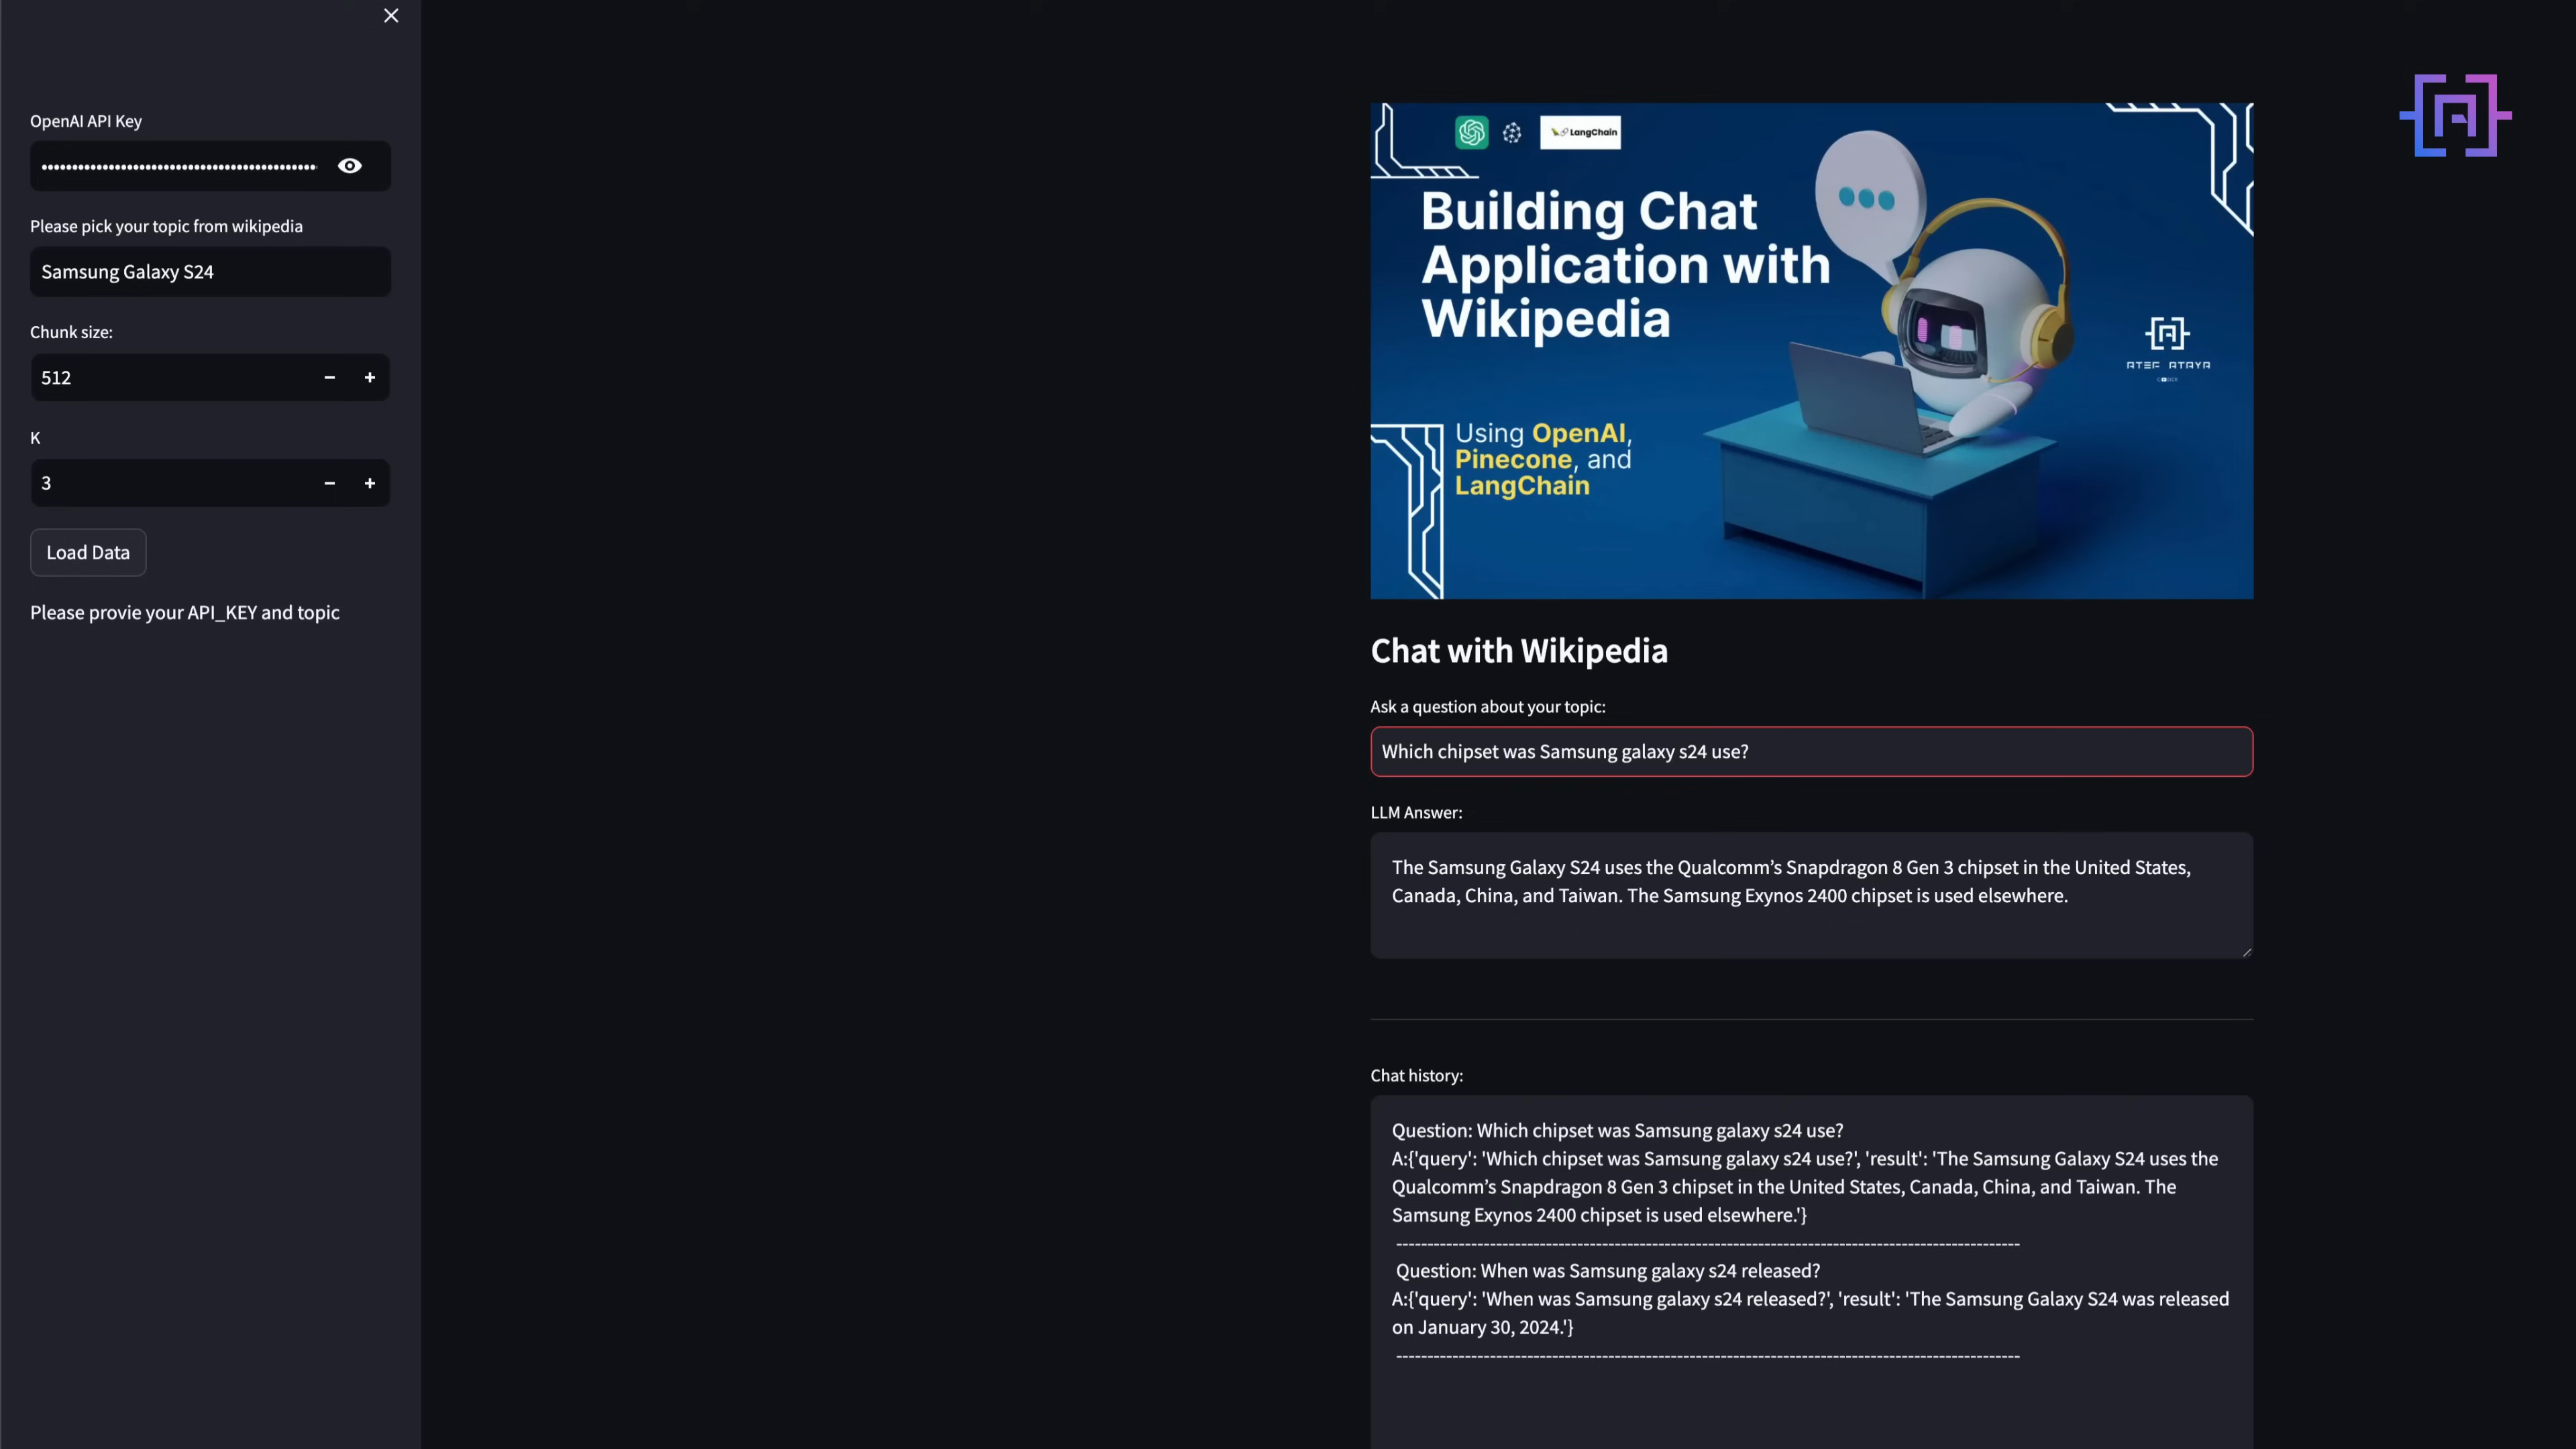 OpenAI API Key
Please pick your topic from wikipedia
Samsung Galaxy S24
Chunk size:
512
K
3
Load Data
Please provie your API_KEY and topic
LangChain
Building Chat
Application with
Wikipedia
ATEF ATAYA
Using OpenAI,
Pinecone, and
LangChain
Chat with Wikipedia
Ask a question about your topic:
Which chipset was Samsung galaxy s24 use?
LLM Answer:
The Samsung Galaxy S24 uses the Qualcomm’s Snapdragon 8 Gen 3 chipset in the United States,
Canada, China, and Taiwan. The Samsung Exynos 2400 chipset is used elsewhere.
Chat history:
Question: Which chipset was Samsung galaxy s24 use?
A:{'query': 'Which chipset was Samsung galaxy s24 use?', 'result': 'The Samsung Galaxy S24 uses the
Qualcomm’s Snapdragon 8 Gen 3 chipset in the United States, Canada, China, and Taiwan. The
Samsung Exynos 2400 chipset is used elsewhere.'}
----------------------------------------------------------------------------------------------------
Question: When was Samsung galaxy s24 released?
A:{'query': 'When was Samsung galaxy s24 released?', 'result': 'The Samsung Galaxy S24 was released
on January 30, 2024.'}
----------------------------------------------------------------------------------------------------